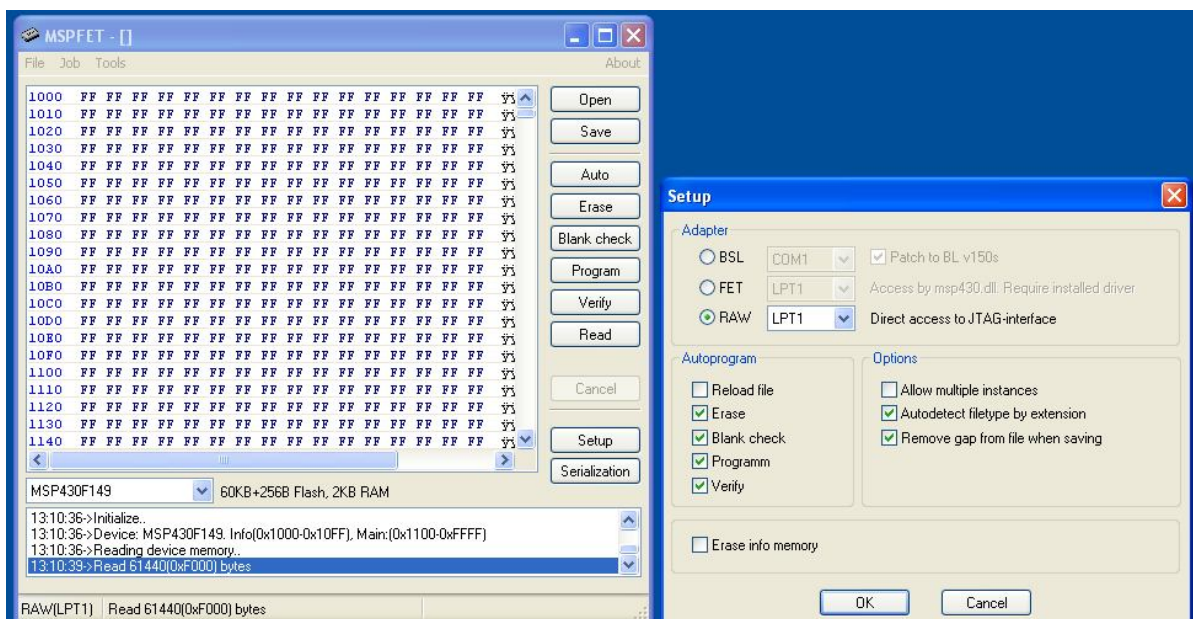 MSPFET - []
File Job Tools About
1000 FF FF FF FF FF FF FF FF FF FF FF FF FF FF FF FF ÿ
1010 FF FF FF FF FF FF FF FF FF FF FF FF FF FF FF FF ÿ
1020 FF FF FF FF FF FF FF FF FF FF FF FF FF FF FF FF ÿ
1030 FF FF FF FF FF FF FF FF FF FF FF FF FF FF FF FF ÿ
1040 FF FF FF FF FF FF FF FF FF FF FF FF FF FF FF FF ÿ
1050 FF FF FF FF FF FF FF FF FF FF FF FF FF FF FF FF ÿ
1060 FF FF FF FF FF FF FF FF FF FF FF FF FF FF FF FF ÿ
1070 FF FF FF FF FF FF FF FF FF FF FF FF FF FF FF FF ÿ
1080 FF FF FF FF FF FF FF FF FF FF FF FF FF FF FF FF ÿ
1090 FF FF FF FF FF FF FF FF FF FF FF FF FF FF FF FF ÿ
10A0 FF FF FF FF FF FF FF FF FF FF FF FF FF FF FF FF ÿ
10B0 FF FF FF FF FF FF FF FF FF FF FF FF FF FF FF FF ÿ
10C0 FF FF FF FF FF FF FF FF FF FF FF FF FF FF FF FF ÿ
10D0 FF FF FF FF FF FF FF FF FF FF FF FF FF FF FF FF ÿ
10E0 FF FF FF FF FF FF FF FF FF FF FF FF FF FF FF FF ÿ
10F0 FF FF FF FF FF FF FF FF FF FF FF FF FF FF FF FF ÿ
1100 FF FF FF FF FF FF FF FF FF FF FF FF FF FF FF FF ÿ
1110 FF FF FF FF FF FF FF FF FF FF FF FF FF FF FF FF ÿ
1120 FF FF FF FF FF FF FF FF FF FF FF FF FF FF FF FF ÿ
1130 FF FF FF FF FF FF FF FF FF FF FF FF FF FF FF FF ÿ
1140 FF FF FF FF FF FF FF FF FF FF FF FF FF FF FF FF ÿ
Open
Save
Auto
Erase
Blank check
Program
Verify
Read
Cancel
Setup
Serialization
MSP430F149 60KB+256B Flash, 2KB RAM
13:10:36->Initialize..
13:10:36->Device: MSP430F149. Info(0x1000-0x10FF), Main:(0x1100-0xFFFF)
13:10:36->Reading device memory..
13:10:39->Read 61440(0xF000) bytes
RAW(LPT1) Read 61440(0xF000) bytes
Setup
Adapter
BSL COM1 Patch to BL v150s
FET LPT1 Access by msp430.dll. Require installed driver
RAW LPT1 Direct access to JTAG-interface
Autoprogram
Reload file
Erase
Blank check
Programm
Verify
Options
Allow multiple instances
Autodetect filetype by extension
Remove gap from file when saving
Erase info memory
OK Cancel